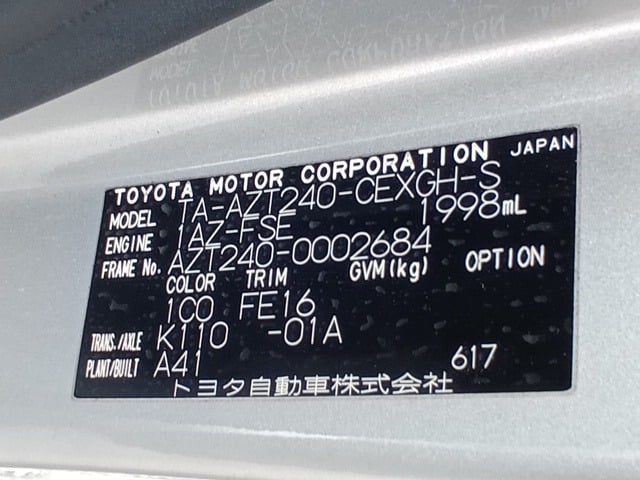 TOYOTA MOTOR CORPORATION JAPAN
MODEL TA-AZT240-CEXGH-S
ENGINE 1AZ-FSE 1998mL
FRAME No. AZT240-0002684
COLOR TRIM GVM(kg) OPTION
1C0 FE16
TRANS./AXLE K110 -01A
PLANT/BUILT A41 617
トヨタ自動車株式会社